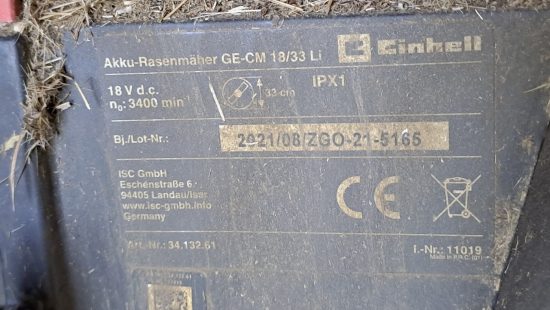 Akku-Rasenmäher GE-CM 18/33 Li
Einhell
18 V d.c.
n₀: 3400 min
33 cm
IPX1
Bj./Lot-Nr.:
2021/08/ZGO-21-5165
ISC GmbH
Eschenstraße 6
94405 Landau/Isar
www.isc-gmbh.info
Germany
CE
Art.-Nr.: 34.132.61
I.-Nr.: 11019
Made in P.R.C.